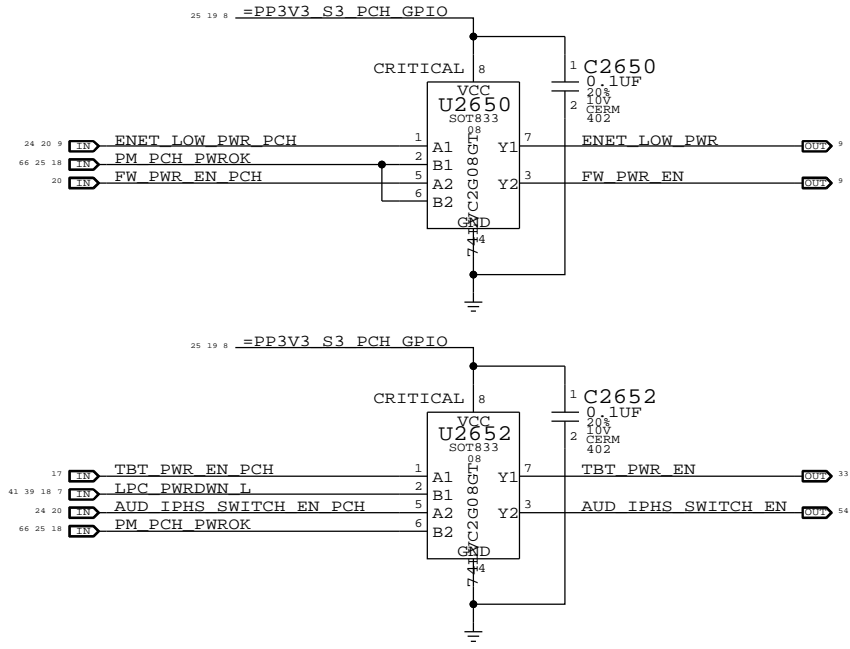 25 19 8 =PP3V3_S3_PCH_GPIO
CRITICAL 8
1 C2650
0.1UF
20%
10V
2 CERM
402
VCC
U2650
SOT833
08
24 20 9 IN ENET_LOW_PWR_PCH 1 A1 Y1 7 ENET_LOW_PWR OUT 9
66 25 18 IN PM_PCH_PWROK 2 B1
20 IN FW_PWR_EN_PCH 5 A2 Y2 3 FW_PWR_EN OUT 9
6 B2
74LVC2G08GT
GND
4
25 19 8 =PP3V3_S3_PCH_GPIO
CRITICAL 8
1 C2652
0.1UF
20%
10V
2 CERM
402
VCC
U2652
SOT833
08
17 IN TBT_PWR_EN_PCH 1 A1 Y1 7 TBT_PWR_EN OUT 33
41 39 18 7 IN LPC_PWRDWN_L 2 B1
24 20 IN AUD_IPHS_SWITCH_EN_PCH 5 A2 Y2 3 AUD_IPHS_SWITCH_EN OUT 54
66 25 18 IN PM_PCH_PWROK 6 B2
74LVC2G08GT
GND
4